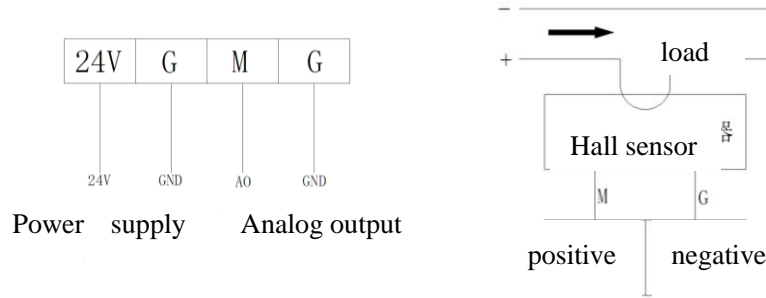 24V G M G
24V GND AO GND
Power supply Analog output
−
+ load
Hall sensor
M G
positive negative